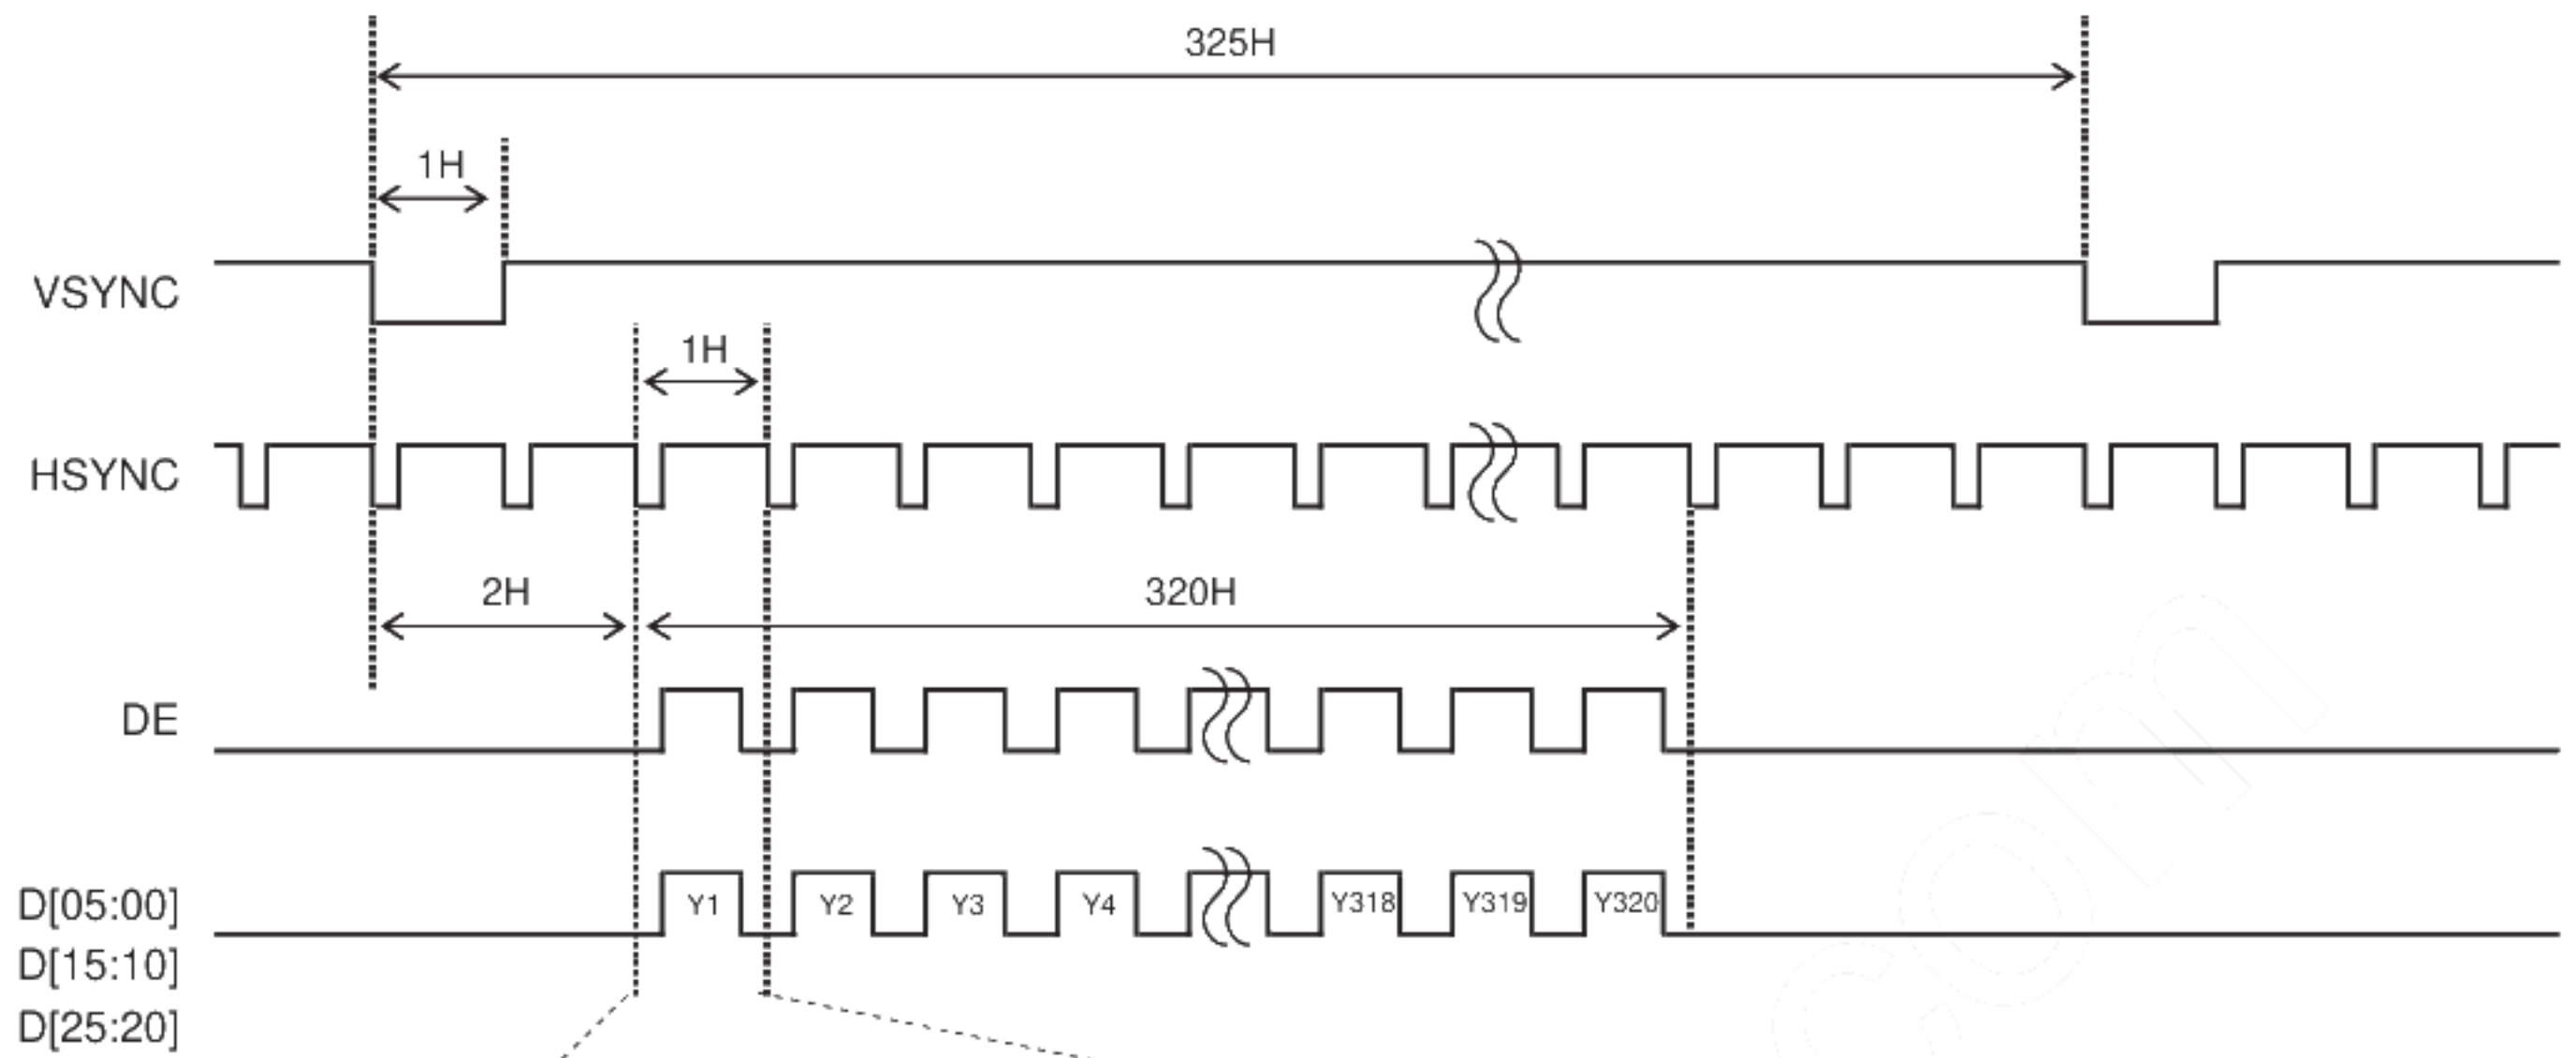 325H
1H
VSYNC
1H
HSYNC
2H 320H
DE
D[05:00] Y1 Y2 Y3 Y4 Y318 Y319 Y320
D[15:10]
D[25:20]
com